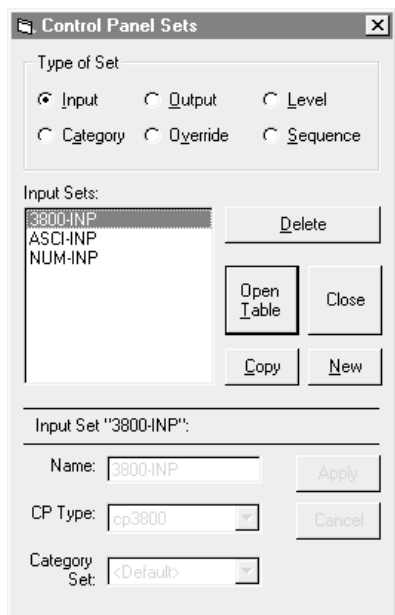 Control Panel Sets
Type of Set
Input Output Level
Category Override Sequence
Input Sets:
3800-INP
ASCI-INP
NUM-INP
Delete
Open Table
Close
Copy
New
Input Set "3800-INP":
Name: 3800-INP
Apply
CP Type: cp3800
Cancel
Category Set: <Default>